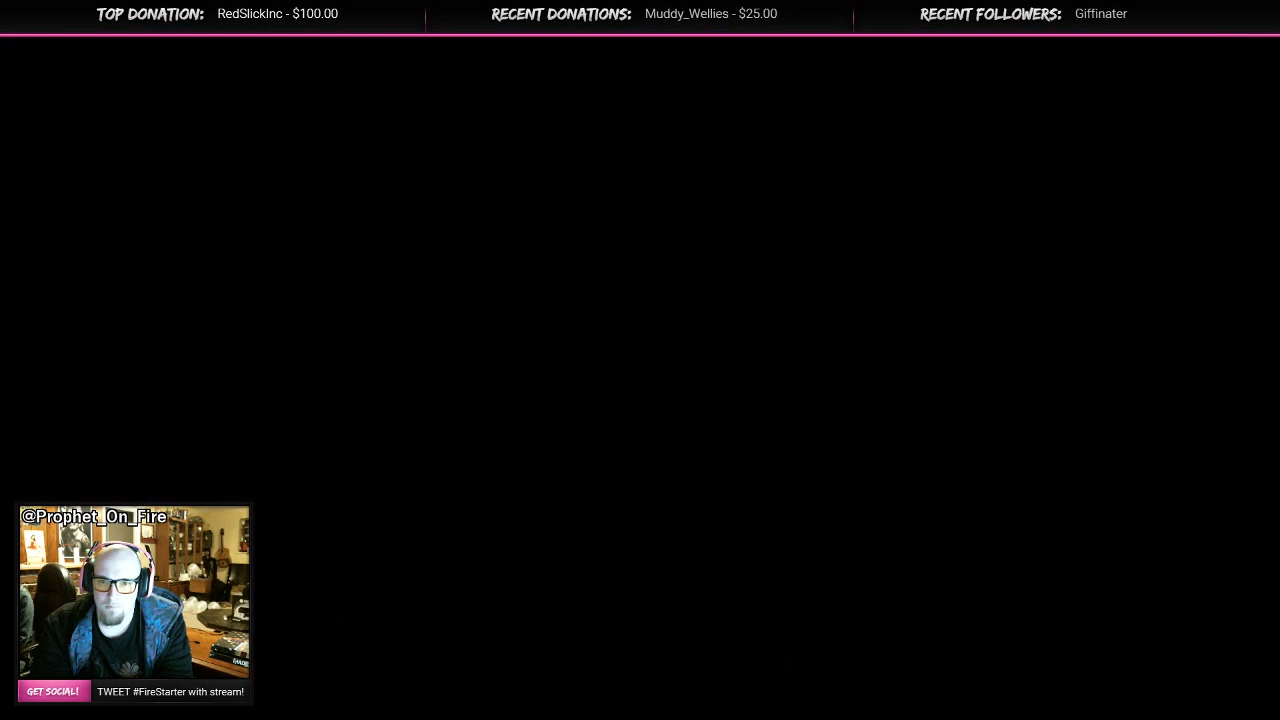 TOP DONATION: RedSlickInc - $100.00
RECENT DONATIONS: Muddy_Wellies - $25.00
RECENT FOLLOWERS: Giffinater
@Prophet_On_Fire
GET SOCIAL! TWEET #FireStarter with stream!